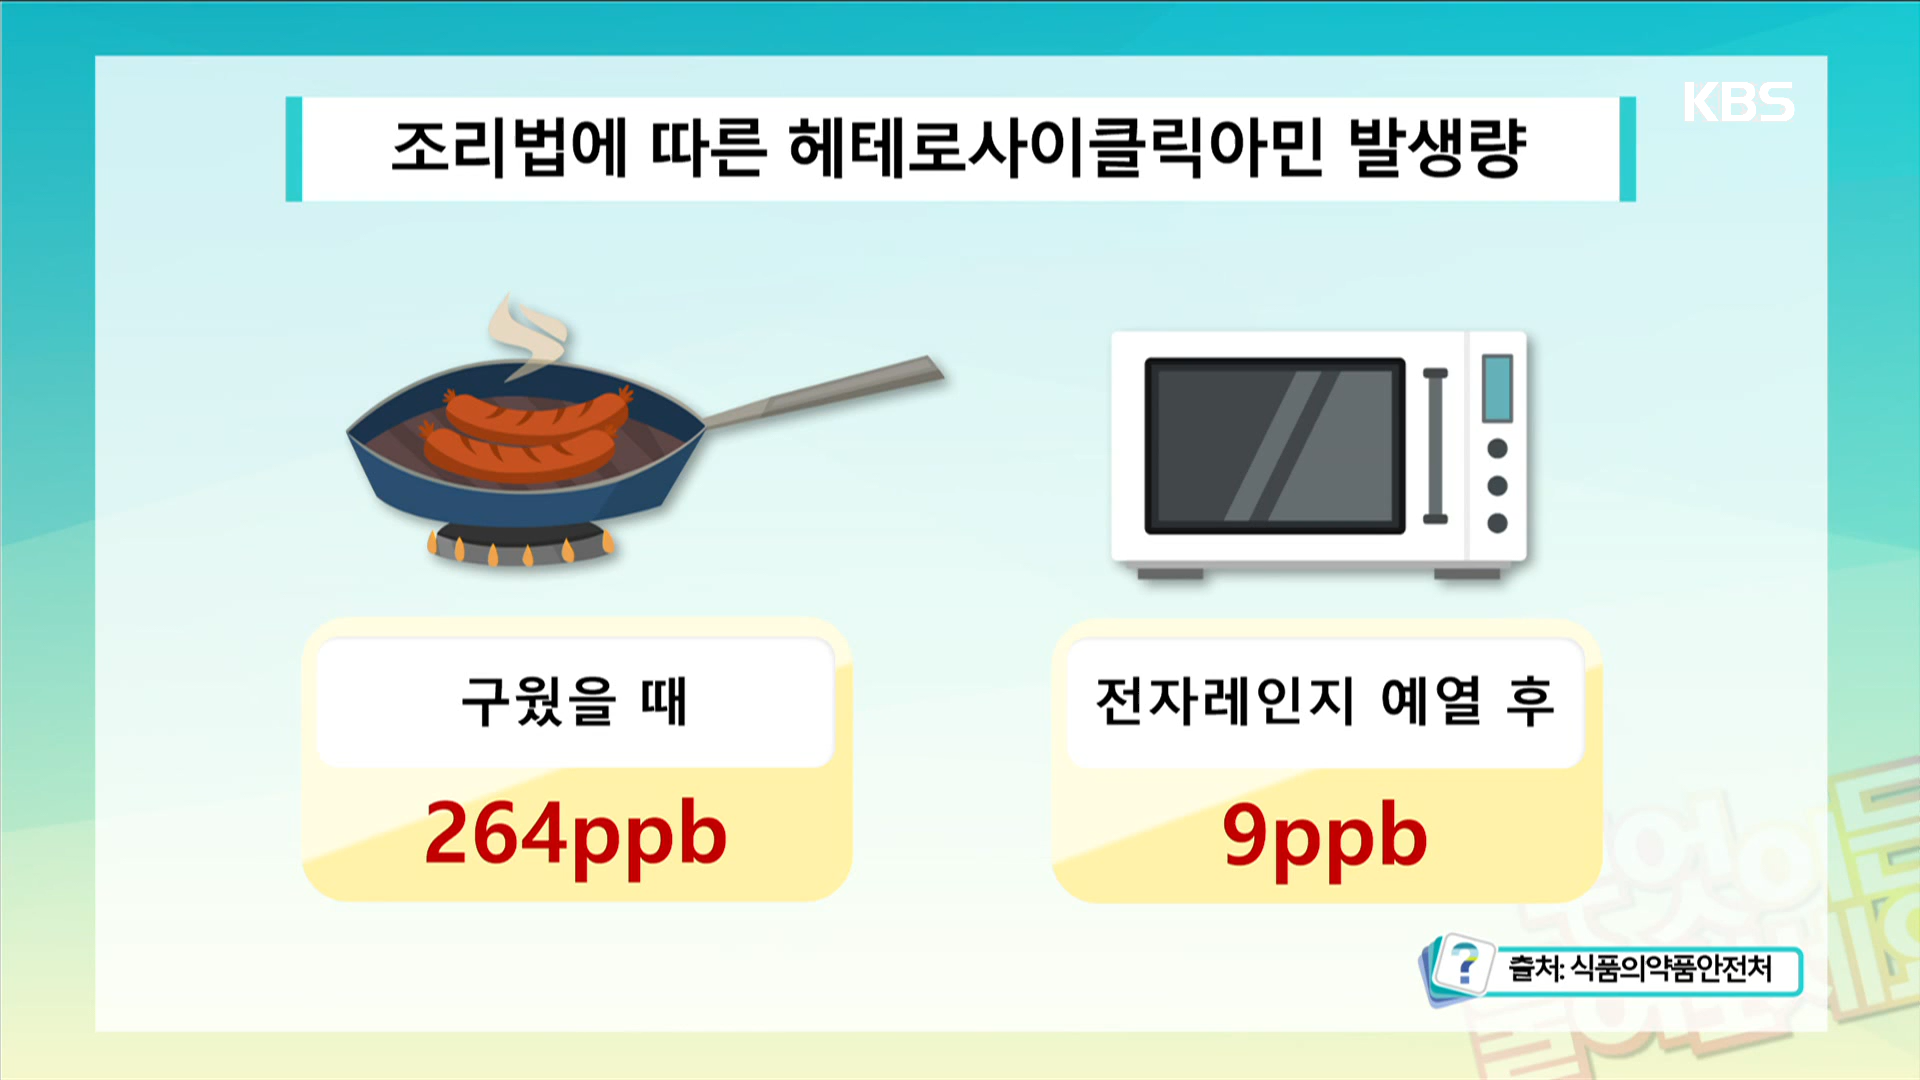 KBS
조리법에 따른 헤테로사이클릭아민 발생량
구웠을 때
264ppb
전자레인지 예열 후
9ppb
출처: 식품의약품안전처